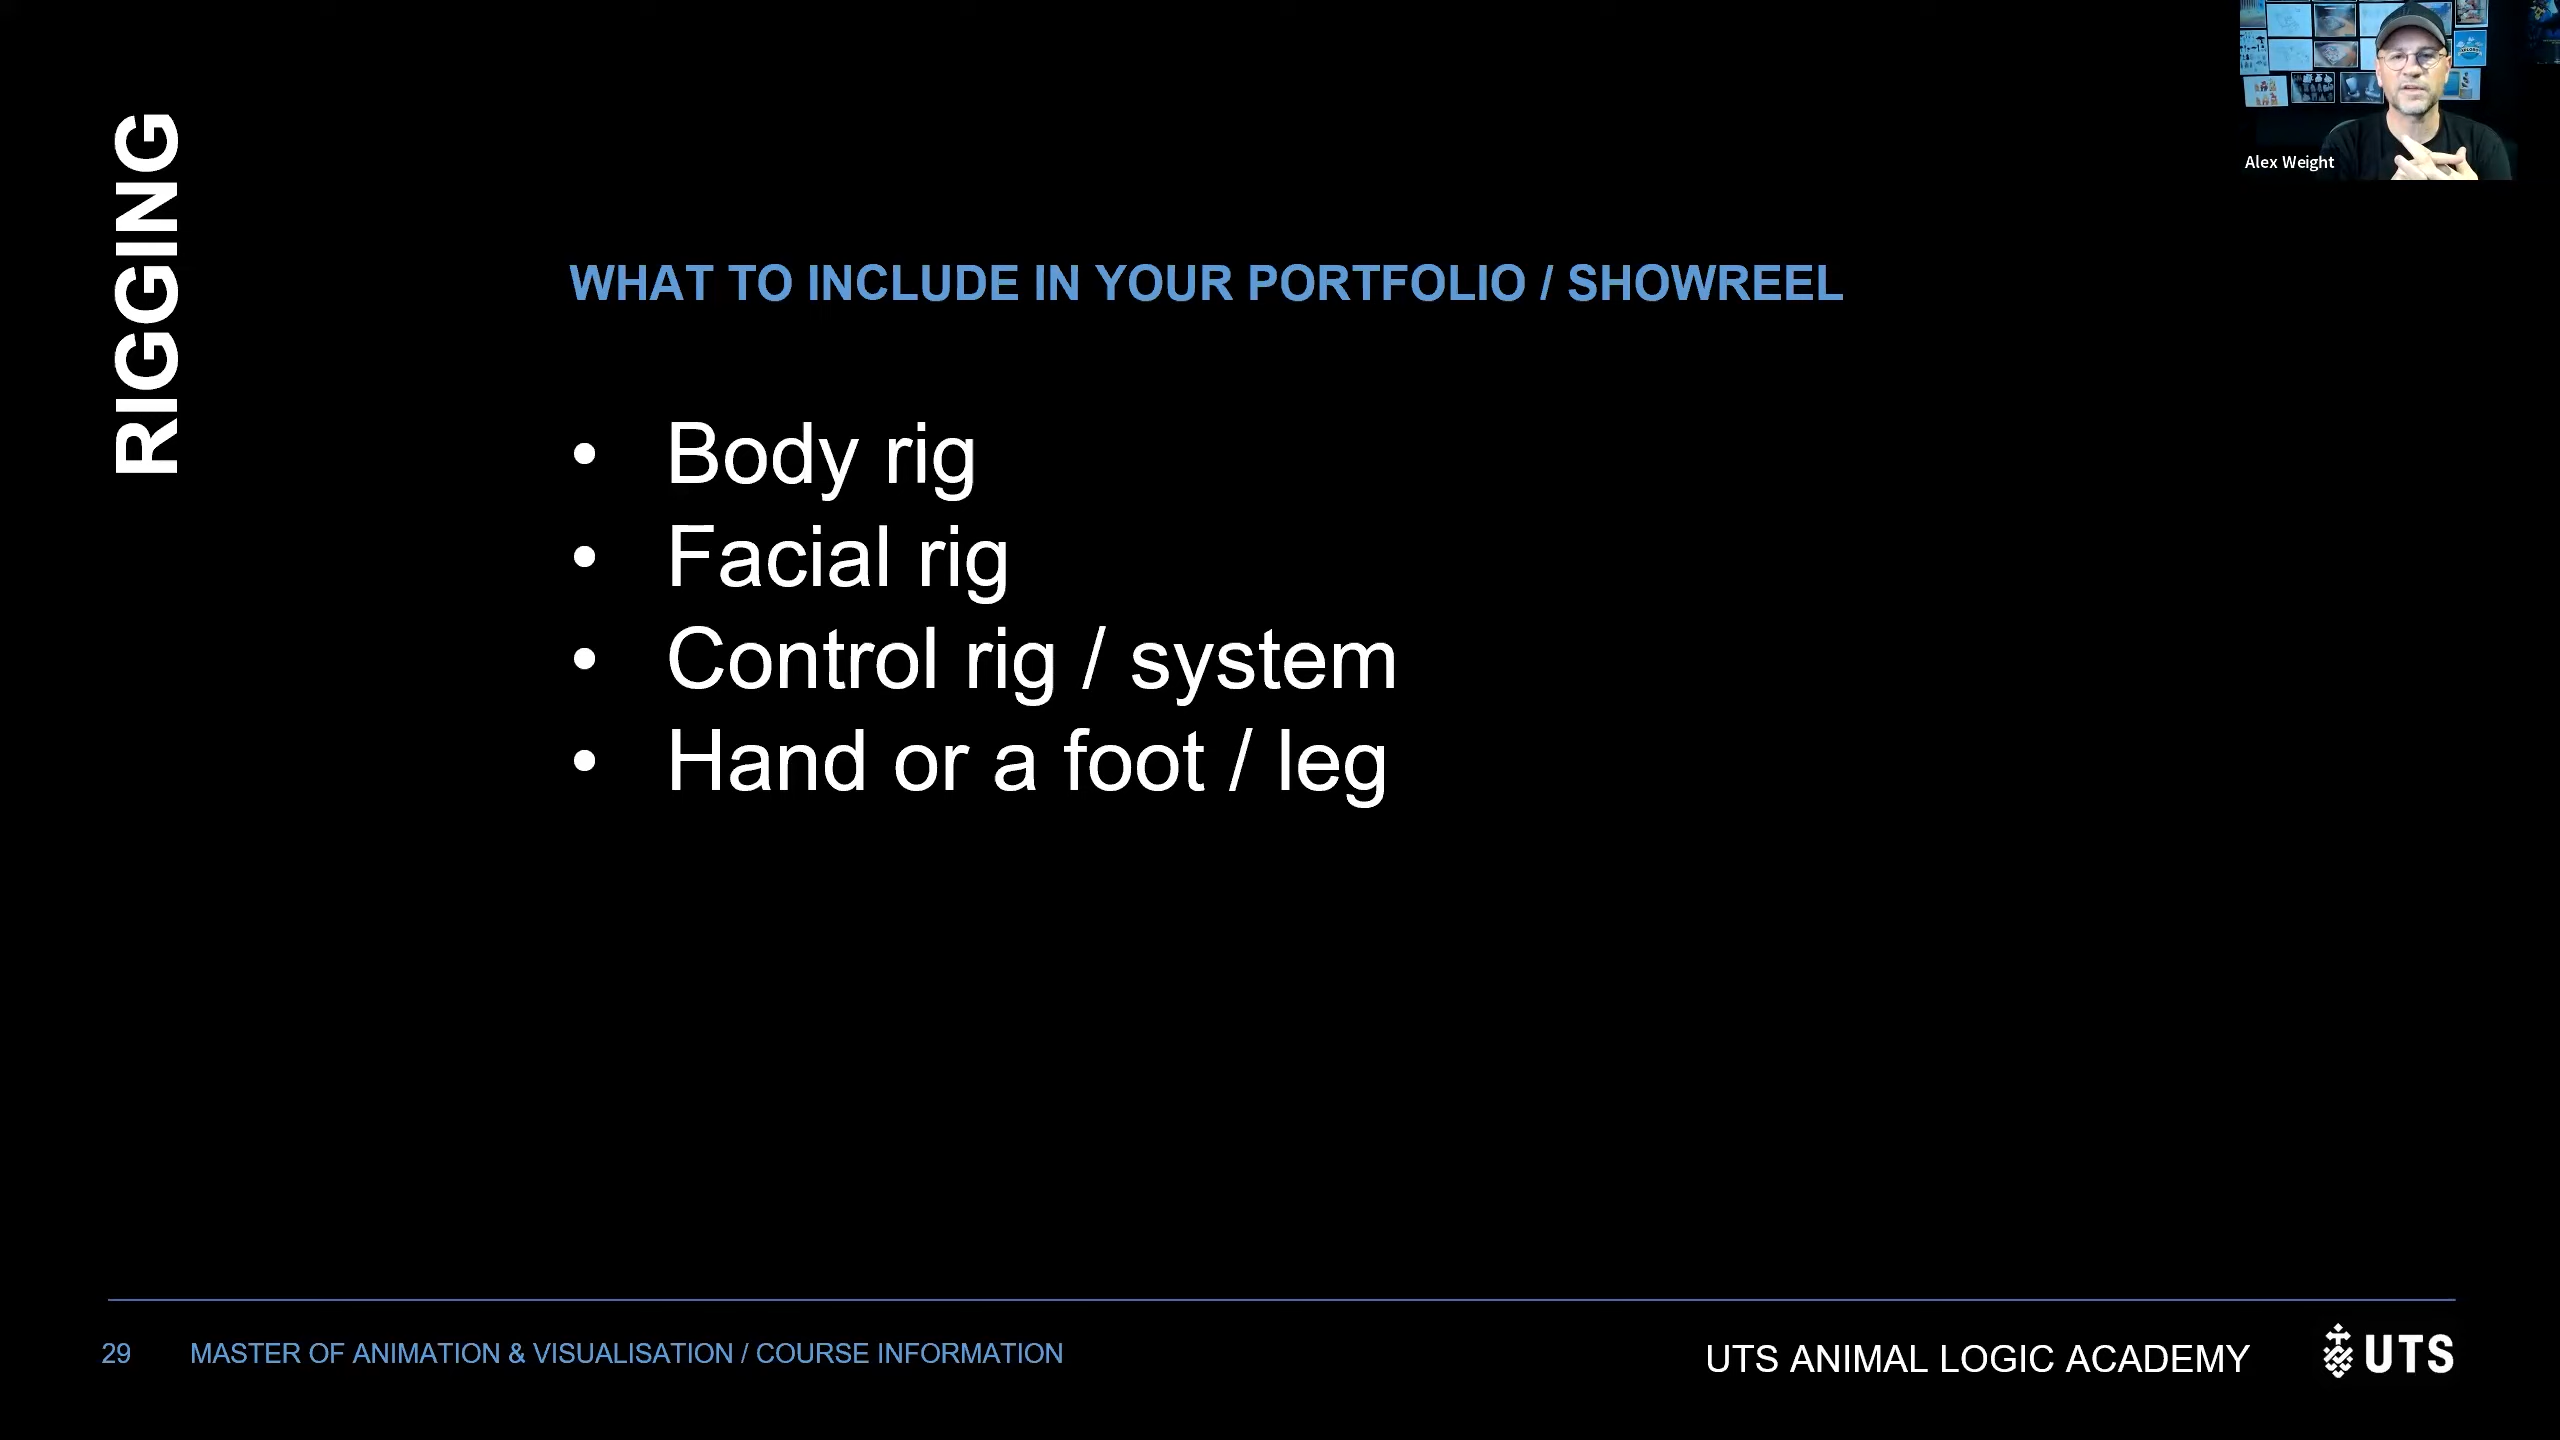 Alex Weight
RIGGING
WHAT TO INCLUDE IN YOUR PORTFOLIO / SHOWREEL
• Body rig
• Facial rig
• Control rig / system
• Hand or a foot / leg
29 MASTER OF ANIMATION & VISUALISATION / COURSE INFORMATION
UTS ANIMAL LOGIC ACADEMY
UTS